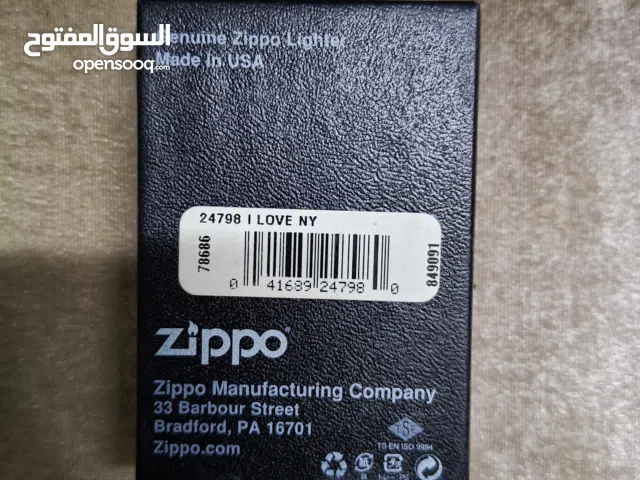 السوق المفتوح
opensooq.com
Genuine Zippo Lighter
Made in USA
24798 I LOVE NY
78686
849091
0 41689 24798 0
zippo
Zippo Manufacturing Company
33 Barbour Street
Bradford, PA 16701
Zippo.com
TSE
TS EN ISO 9994